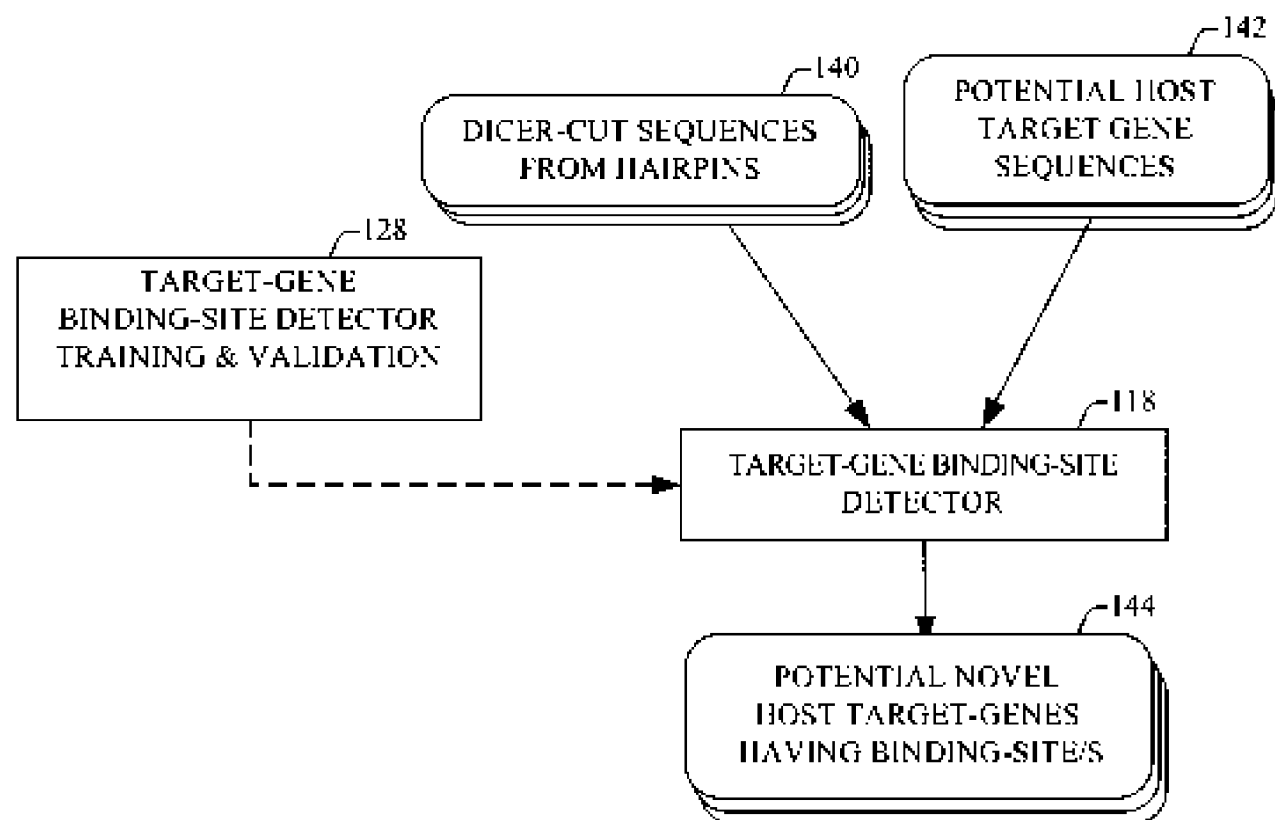 142
POTENTIAL HOST
TARGET GENE
SEQUENCES
140
DICER-CUT SEQUENCES
FROM HAIRPINS
128
TARGET-GENE
BINDING-SITE DETECTOR
TRAINING & VALIDATION
118
TARGET-GENE BINDING-SITE
DETECTOR
144
POTENTIAL NOVEL
HOST TARGET-GENES
HAVING BINDING-SITE/S